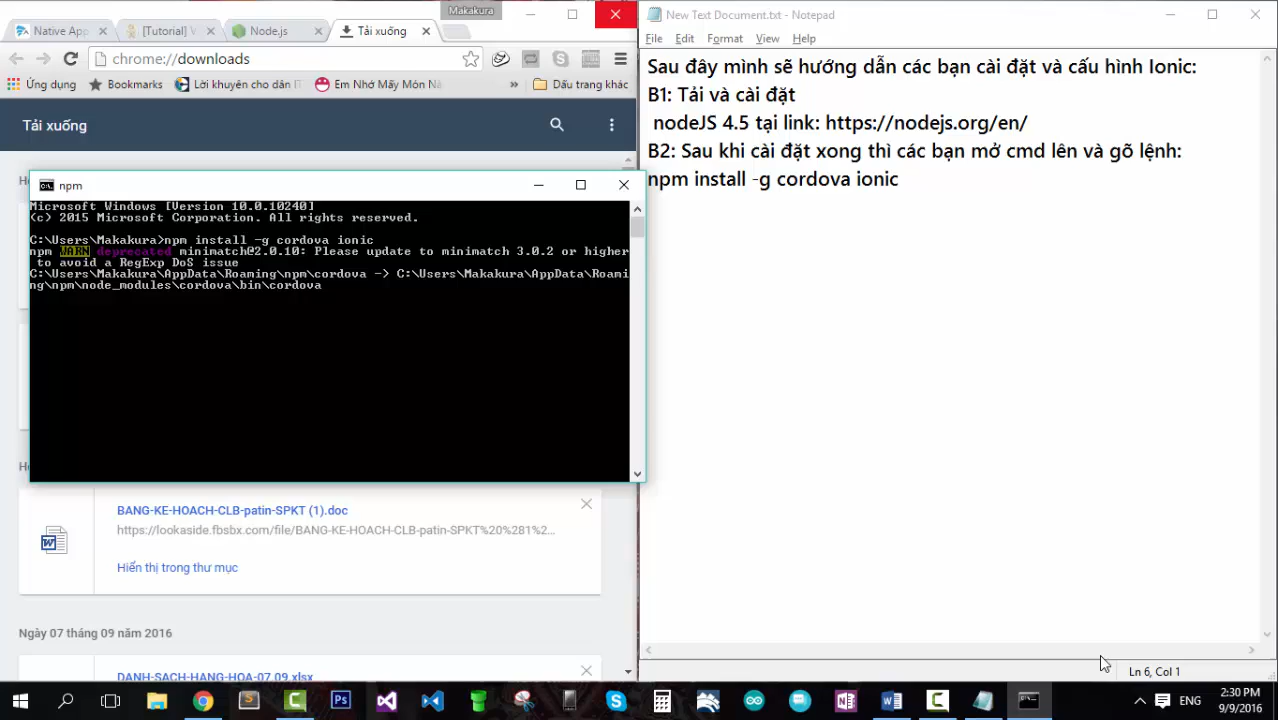 Makakura
Native App
[Tutorial] V
Node.js
Tải xuống
chrome://downloads
Ứng dụng
Bookmarks
Lời khuyên cho dân IT
Em Nhớ Mấy Món Nà
»
Dấu trang khác
Tải xuống
npm
Microsoft Windows [Version 10.0.10240]
(c) 2015 Microsoft Corporation. All rights reserved.
C:\Users\Makakura>npm install -g cordova ionic
npm WARN deprecated minimatch@2.0.10: Please update to minimatch 3.0.2 or higher
to avoid a RegExp DoS issue
C:\Users\Makakura\AppData\Roaming\npm\cordova -> C:\Users\Makakura\AppData\Roami
ng\npm\node_modules\cordova\bin\cordova
BANG-KE-HOACH-CLB-patin-SPKT (1).doc
https://lookaside.fbsbx.com/file/BANG-KE-HOACH-CLB-patin-SPKT%20%281%2...
Hiển thị trong thư mục
Ngày 07 tháng 09 năm 2016
DANH-SACH-HANG-HOA-07.09.xlsx
New Text Document.txt - Notepad
File Edit Format View Help
Sau đây mình sẽ hướng dẫn các bạn cài đặt và cấu hình Ionic:
B1: Tải và cài đặt
nodeJS 4.5 tại link: https://nodejs.org/en/
B2: Sau khi cài đặt xong thì các bạn mở cmd lên và gõ lệnh:
npm install -g cordova ionic
Ln 6, Col 1
ENG
2:30 PM
9/9/2016